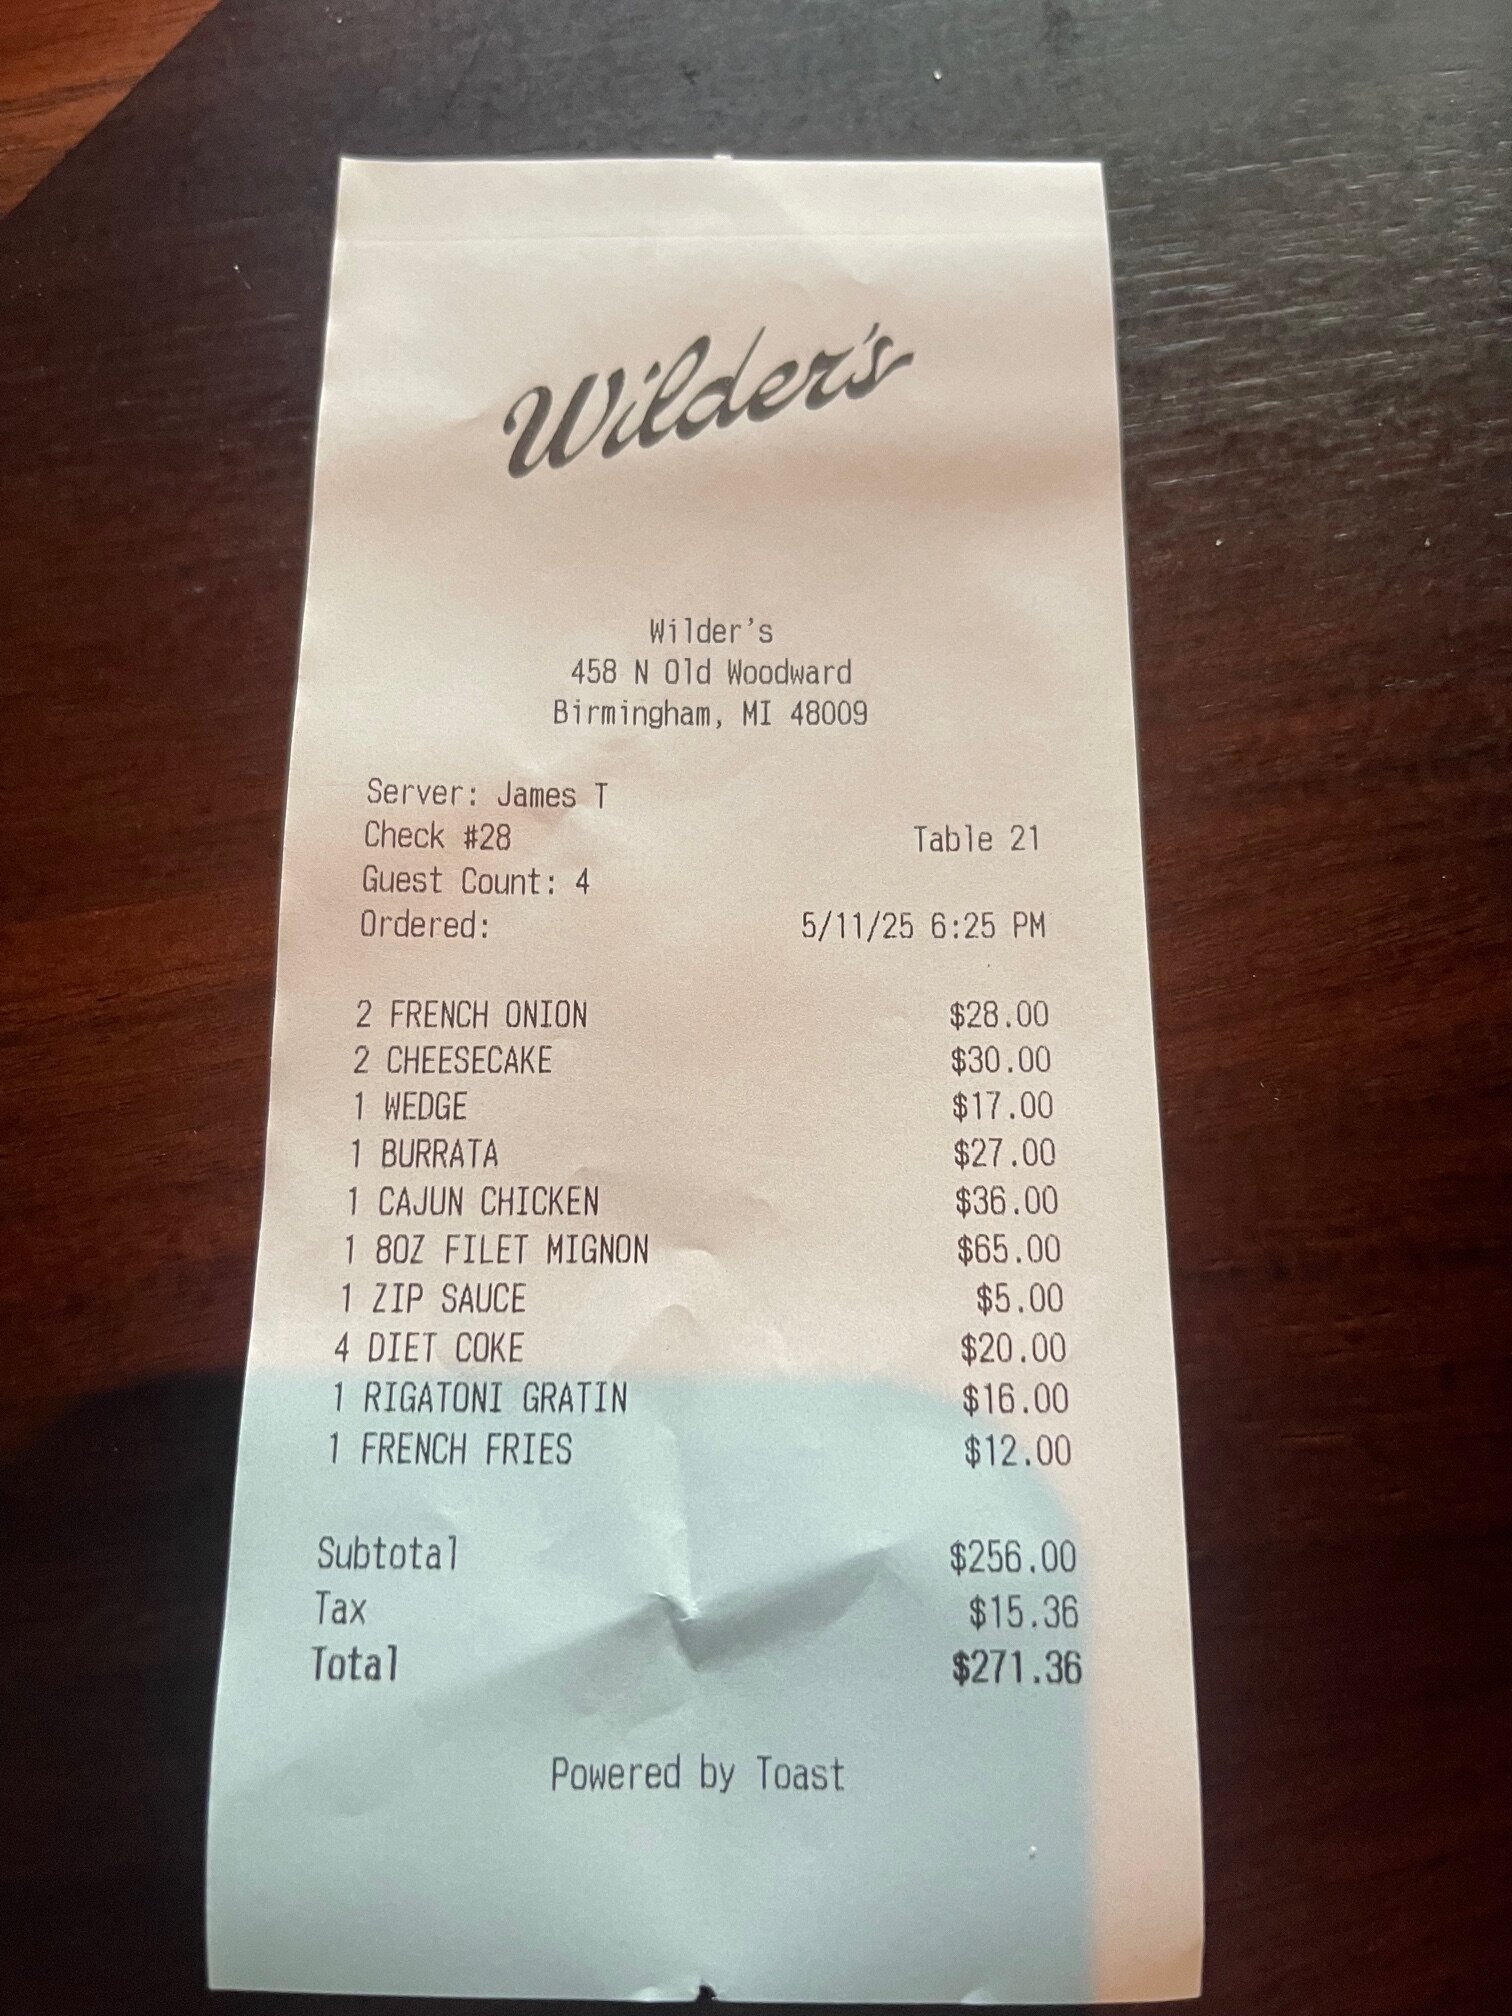 Wilder's
Wilder's
458 N Old Woodward
Birmingham, MI 48009
Server: James T
Check #28 Table 21
Guest Count: 4
Ordered: 5/11/25 6:25 PM
2 FRENCH ONION $28.00
2 CHEESECAKE $30.00
1 WEDGE $17.00
1 BURRATA $27.00
1 CAJUN CHICKEN $36.00
1 8OZ FILET MIGNON $65.00
1 ZIP SAUCE $5.00
4 DIET COKE $20.00
1 RIGATONI GRATIN $16.00
1 FRENCH FRIES $12.00
Subtotal $256.00
Tax $15.36
Total $271.36
Powered by Toast